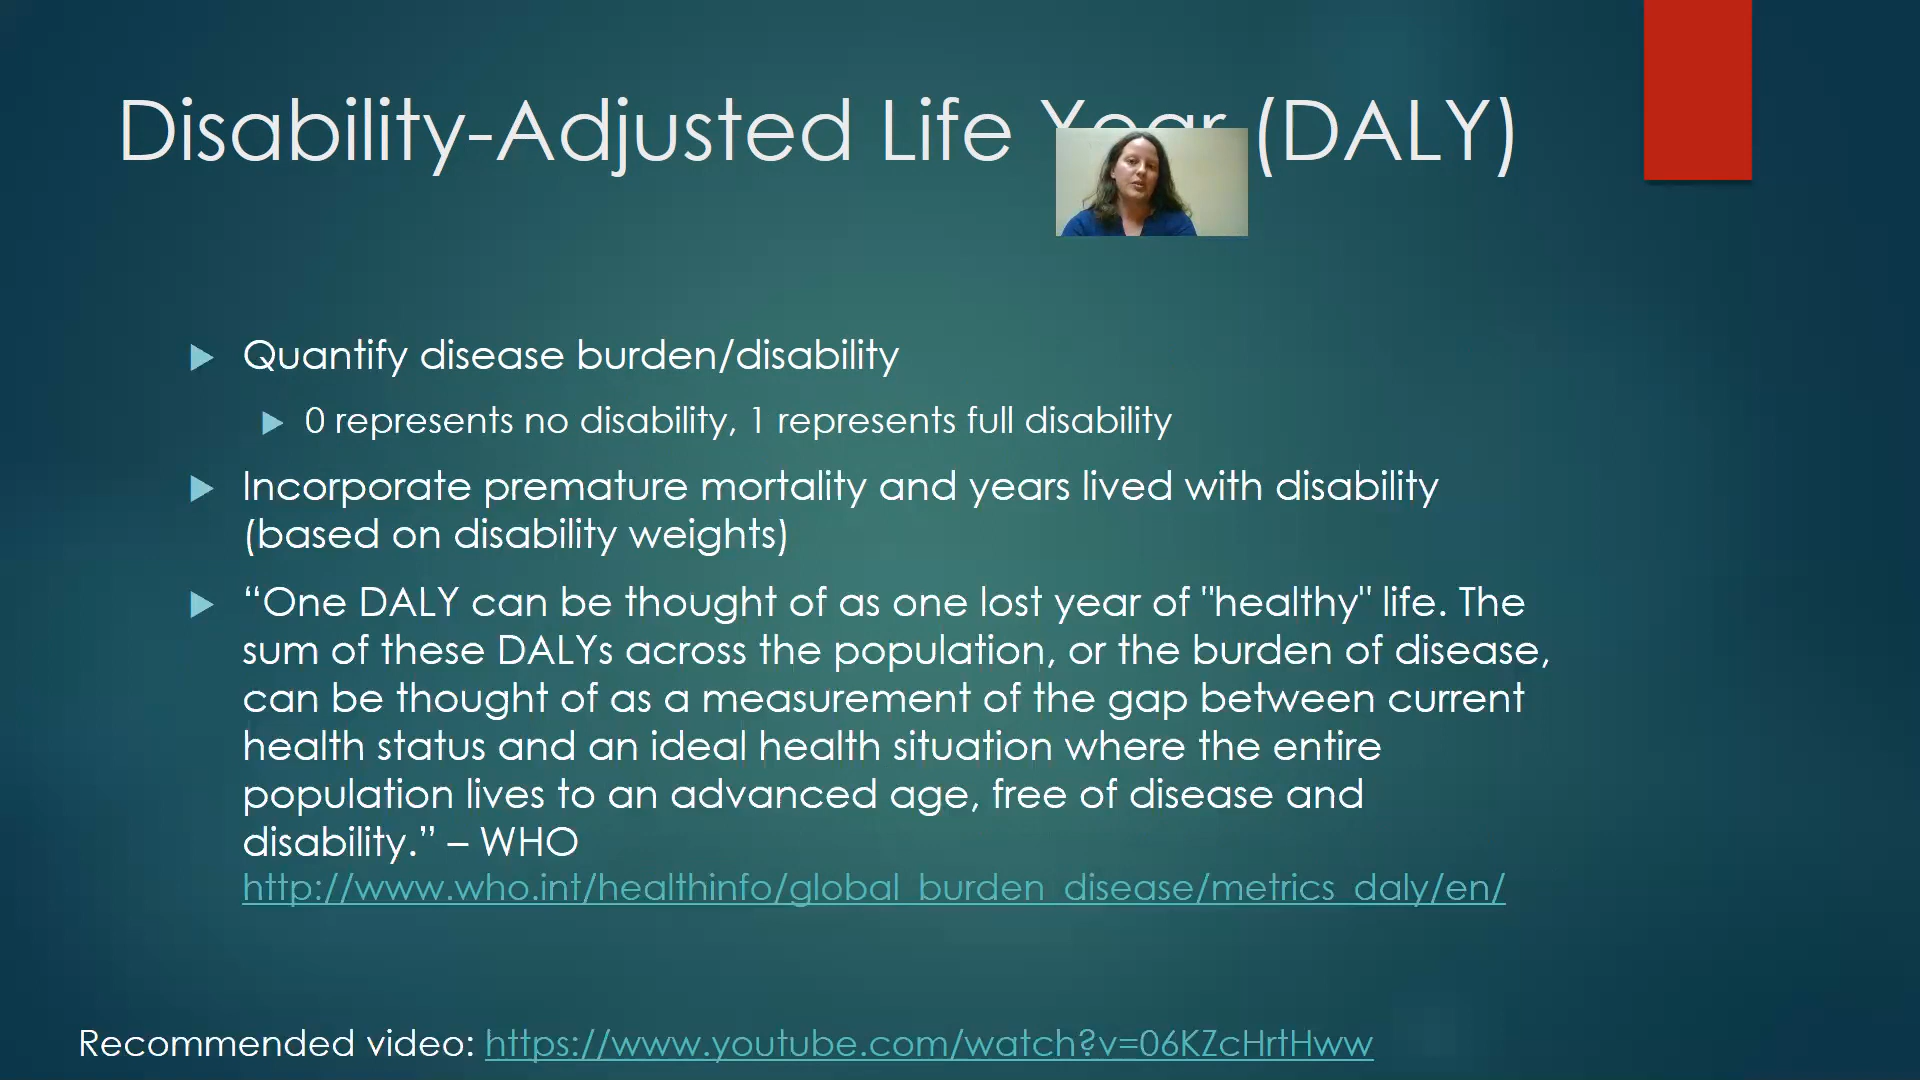 Disability-Adjusted Life Year (DALY)
Quantify disease burden/disability
0 represents no disability, 1 represents full disability
Incorporate premature mortality and years lived with disability
(based on disability weights)
“One DALY can be thought of as one lost year of "healthy" life. The
sum of these DALYs across the population, or the burden of disease,
can be thought of as a measurement of the gap between current
health status and an ideal health situation where the entire
population lives to an advanced age, free of disease and
disability.” – WHO
http://www.who.int/healthinfo/global_burden_disease/metrics_daly/en/
Recommended video: https://www.youtube.com/watch?v=06KZcHrtHww